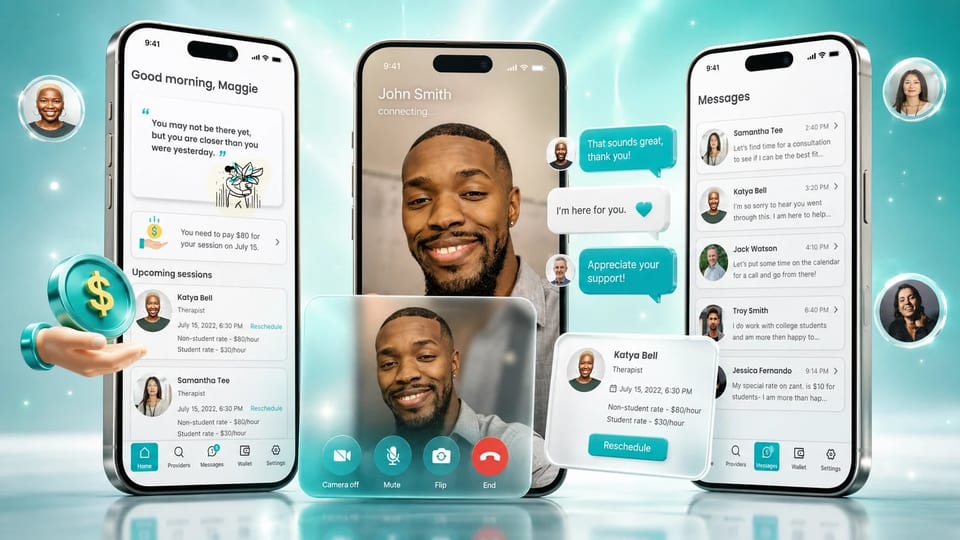 9:41
Good morning, Maggie
“
You may not be there yet,
but you are closer than you
were yesterday. ”
$
You need to pay $80 for
your session on July 15.
Upcoming sessions
Katya Bell
Therapist
July 15, 2022, 6:30 PM Reschedule
Non-student rate - $80/hour
Student rate - $30/hour
Samantha Tee
Therapist
July 15, 2022, 6:30 PM Reschedule
Non-student rate - $80/hour
Student rate - $30/hour
Home Providers Messages Wallet Settings
$
9:41
John Smith
connecting...
Camera off Mute Flip End
That sounds great,
thank you!
I'm here for you.
Appreciate your
support!
Katya Bell
Therapist
July 15, 2022, 6:30 PM
Non-student rate - $80/hour
Student rate - $30/hour
Reschedule
9:41
Messages
Samantha Tee 2:40 PM
Let's find time for a consultation
to see if I can be the best fit...
Katya Bell 3:20 PM
I'm so sorry to hear you went
through this. I am here to help...
Jack Watson 4:10 PM
Let's put some time on the calendar
for a call and go from there!
Troy Smith 6:40 PM
I do work with college students
and am more then happy to...
Jessica Fernando 9:14 PM
My special rate on zant. is $10 for
students- I am more than hap...
Providers Messages Wallet Settings